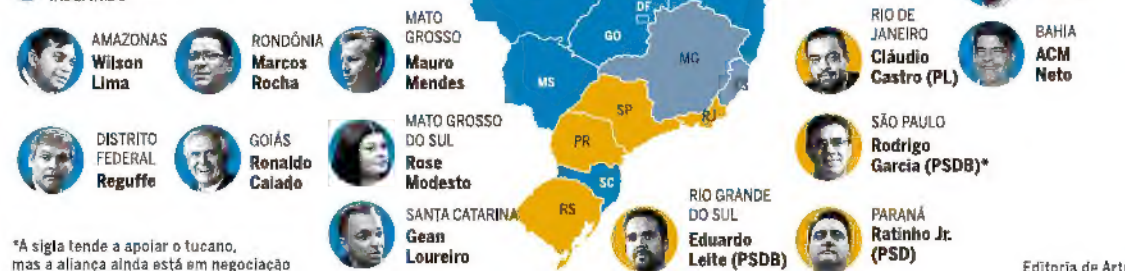 AMAZONAS
Wilson
Lima
RONDÔNIA
Marcos
Rocha
MATO
GROSSO
Mauro
Mendes
DISTRITO
FEDERAL
Reguffe
GOIÁS
Ronaldo
Caiado
MATO GROSSO
DO SUL
Rose
Modesto
SANTA CATARINA
Gean
Loureiro
*A sigla tende a apoiar o tucano,
mas a aliança ainda está em negociação
DF
GO
MG
MS
ES
SP
RJ
PR
SC
RS
RIO DE
JANEIRO
Cláudio
Castro (PL)
BAHIA
ACM
Neto
SÃO PAULO
Rodrigo
Garcia (PSDB)*
RIO GRANDE
DO SUL
Eduardo
Leite (PSDB)
PARANÁ
Ratinho Jr.
(PSD)
Editoria de